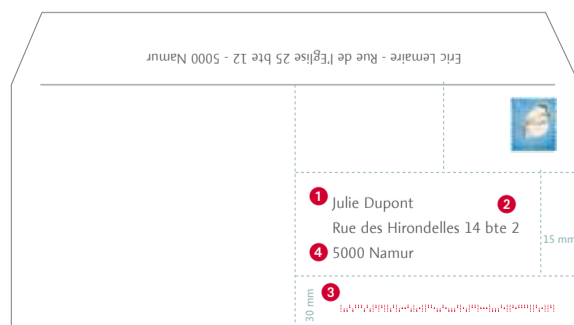 Eric Lemaire - Rue de l'Eglise 25 bte 12 - 5000 Namur
1 Julie Dupont 2
Rue des Hirondelles 14 bte 2
15 mm
4 5000 Namur
3
30 mm